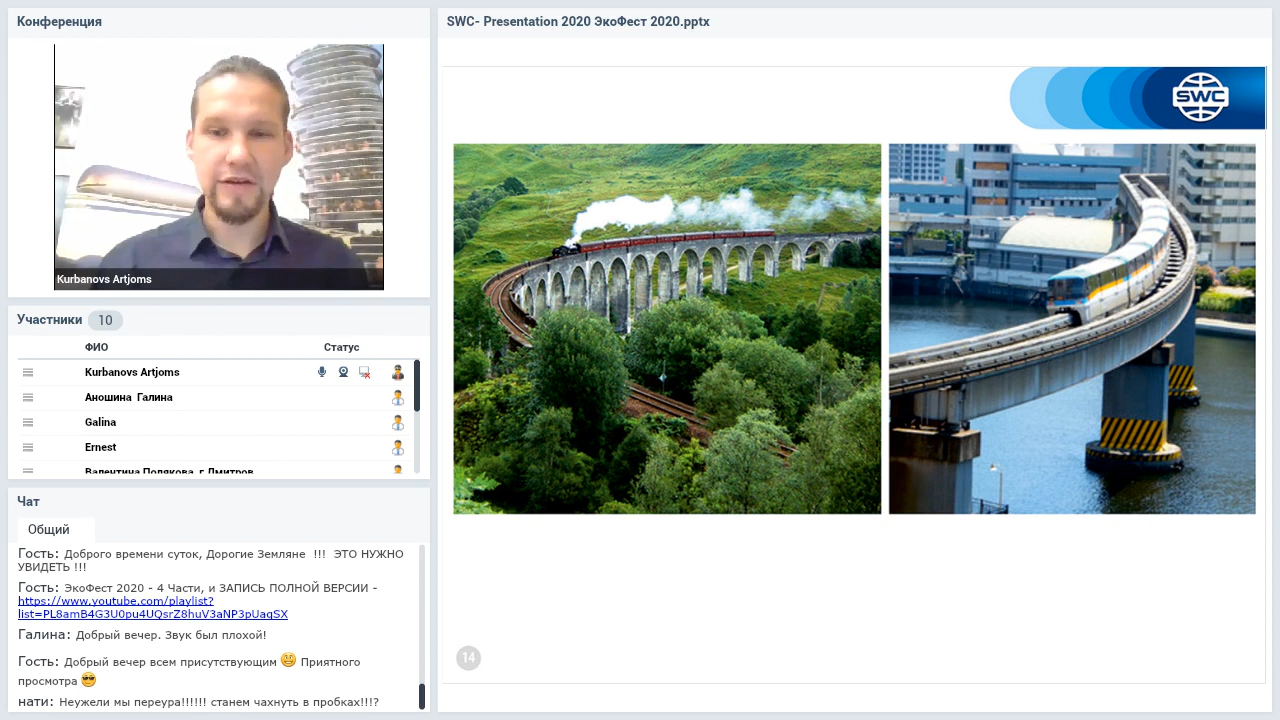 Конференция
Kurbanovs Artjoms
Участники 10
ФИО Статус
Kurbanovs Artjoms
Аношина Галина
Galina
Ernest
Валентина Полякова г Дмитров
Чат
Общий
Гость: Доброго времени суток, Дорогие Земляне !!! ЭТО НУЖНО
УВИДЕТЬ !!!
Гость: ЭкоФест 2020 - 4 Части, и ЗАПИСЬ ПОЛНОЙ ВЕРСИИ -
https://www.youtube.com/playlist?
list=PL8amB4G3U0pu4UQsrZ8huV3aNP3pUaqSX
Галина: Добрый вечер. Звук был плохой!
Гость: Добрый вечер всем присутствующим Приятного
просмотра
нати: Неужели мы переура!!!!!! станем чахнуть в пробках!!!?
SWC- Presentation 2020 ЭкоФест 2020.pptx
SWC
14